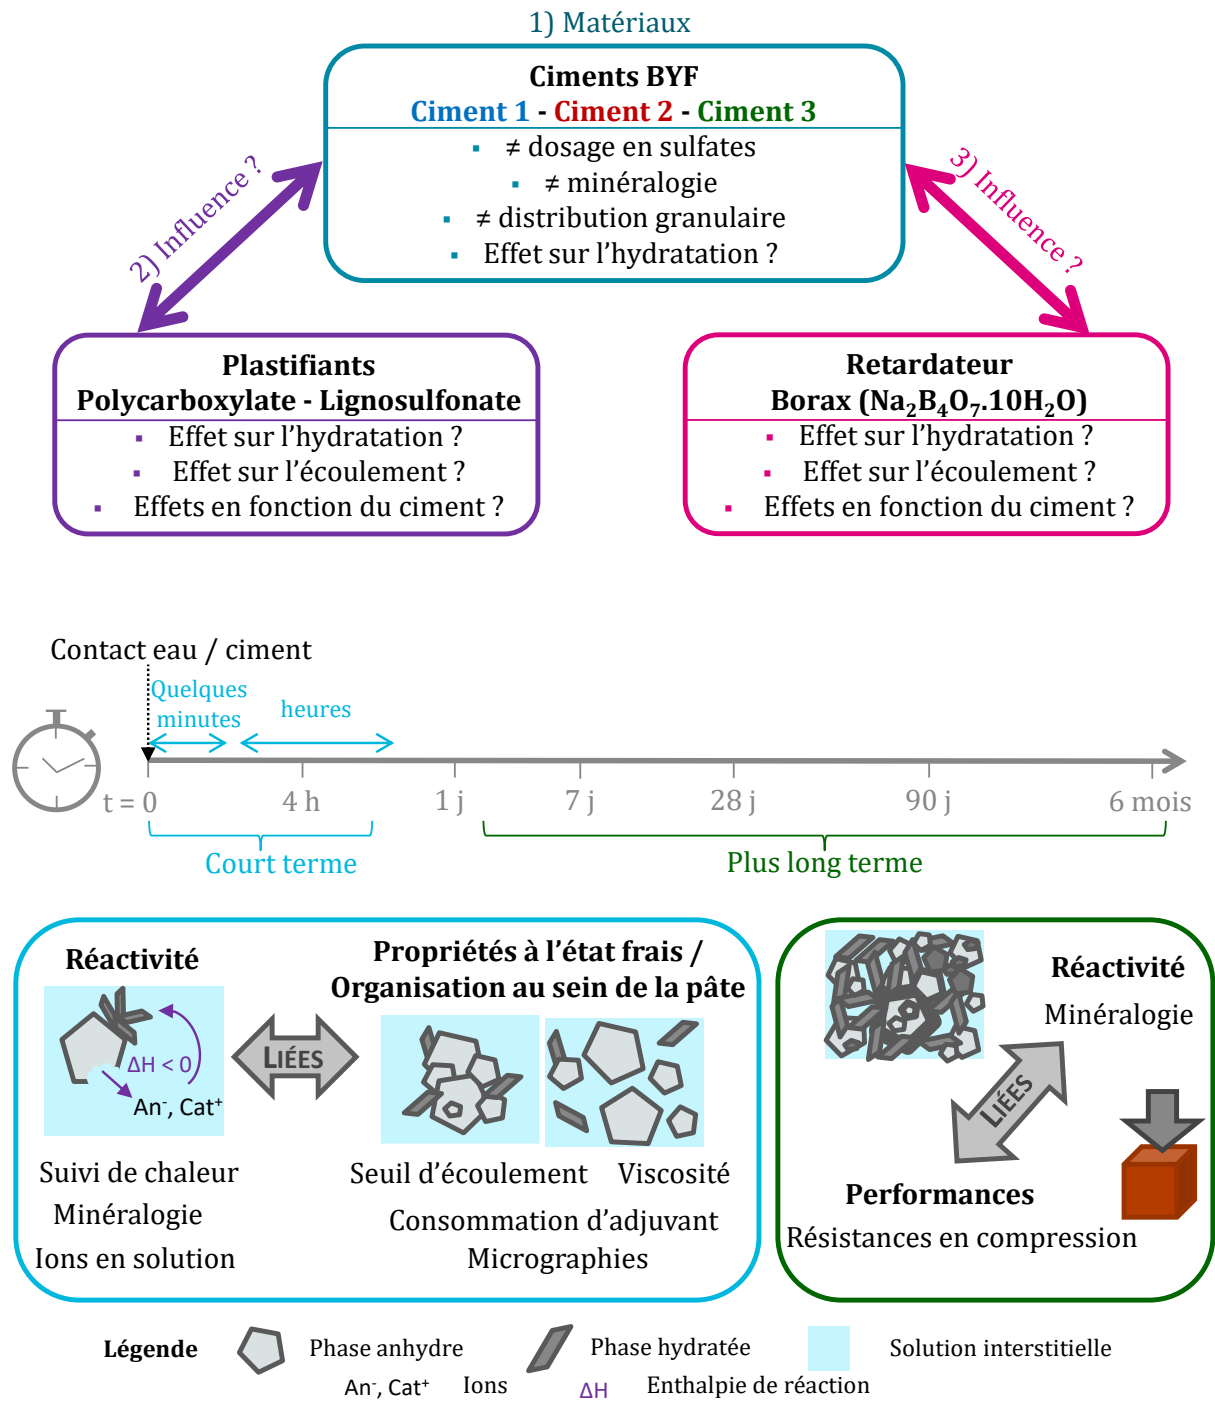 1) Matériaux
Ciments BYF
Ciment 1 - Ciment 2 - Ciment 3
▪ ≠ dosage en sulfates
▪ ≠ minéralogie
▪ ≠ distribution granulaire
▪ Effet sur l’hydratation ?
2) Influence ?
3) Influence ?
Plastifiants
Polycarboxylate - Lignosulfonate
▪ Effet sur l’hydratation ?
▪ Effet sur l’écoulement ?
▪ Effets en fonction du ciment ?
Retardateur
Borax (Na₂B₄O₇.10H₂O)
▪ Effet sur l’hydratation ?
▪ Effet sur l’écoulement ?
▪ Effets en fonction du ciment ?
Contact eau / ciment
Quelques
minutes
heures
t = 0 4 h 1 j 7 j 28 j 90 j 6 mois
Court terme
Plus long terme
Réactivité
ΔH < 0
An⁻, Cat⁺
Suivi de chaleur
Minéralogie
Ions en solution
LIÉES
Propriétés à l’état frais /
Organisation au sein de la pâte
Seuil d’écoulement Viscosité
Consommation d’adjuvant
Micrographies
Réactivité
Minéralogie
LIÉES
Performances
Résistances en compression
Légende Phase anhydre Phase hydratée Solution interstitielle
An⁻, Cat⁺ Ions ΔH Enthalpie de réaction